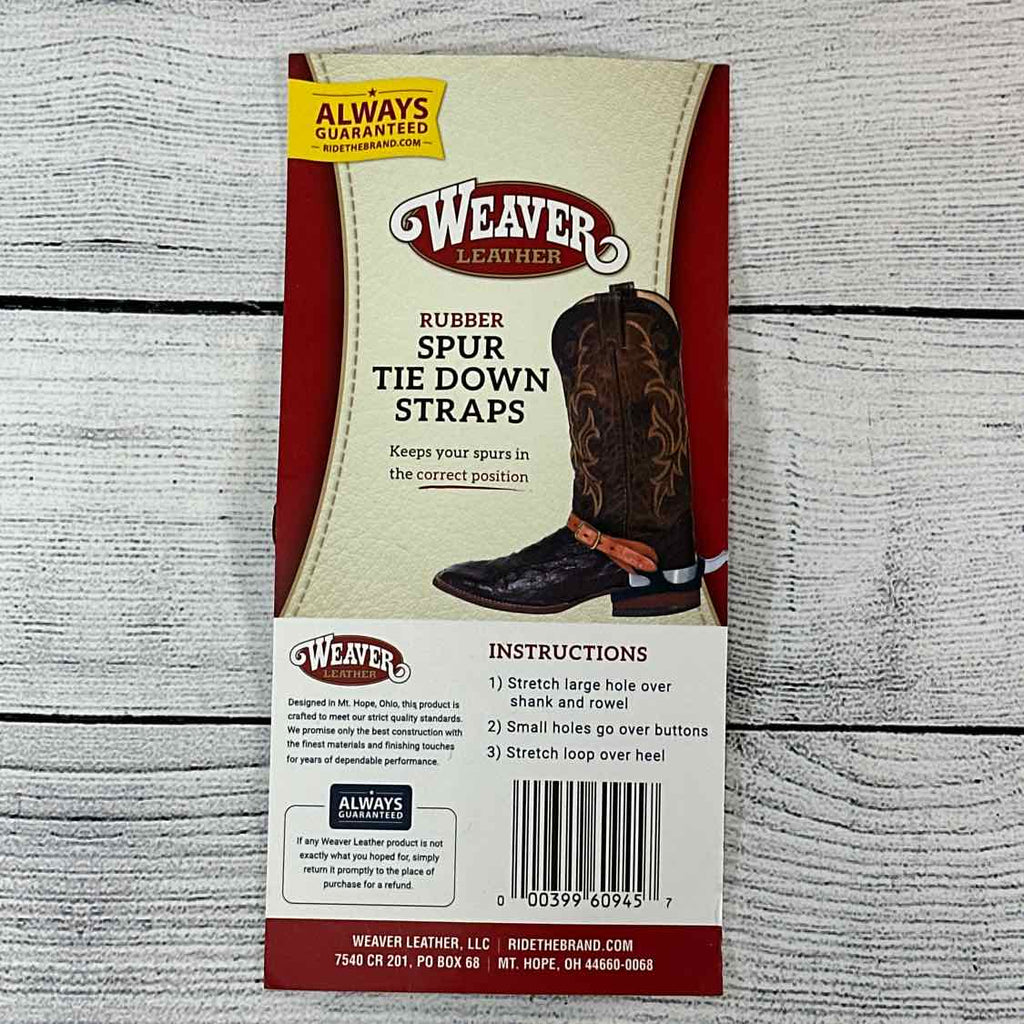 ALWAYS
GUARANTEED
RIDETHEBRAND.COM
WEAVER
LEATHER
RUBBER
SPUR
TIE DOWN
STRAPS
Keeps your spurs in
the correct position
WEAVER
LEATHER
Designed in Mt. Hope, Ohio, this product is
crafted to meet our strict quality standards.
We promise only the best construction with
the finest materials and finishing touches
for years of dependable performance.
ALWAYS
GUARANTEED
If any Weaver Leather product is not
exactly what you hoped for, simply
return it promptly to the place of
purchase for a refund.
INSTRUCTIONS
1) Stretch large hole over
shank and rowel
2) Small holes go over buttons
3) Stretch loop over heel
0 00399 60945 7
WEAVER LEATHER, LLC | RIDETHEBRAND.COM
7540 CR 201, PO BOX 68 | MT. HOPE, OH 44660-0068